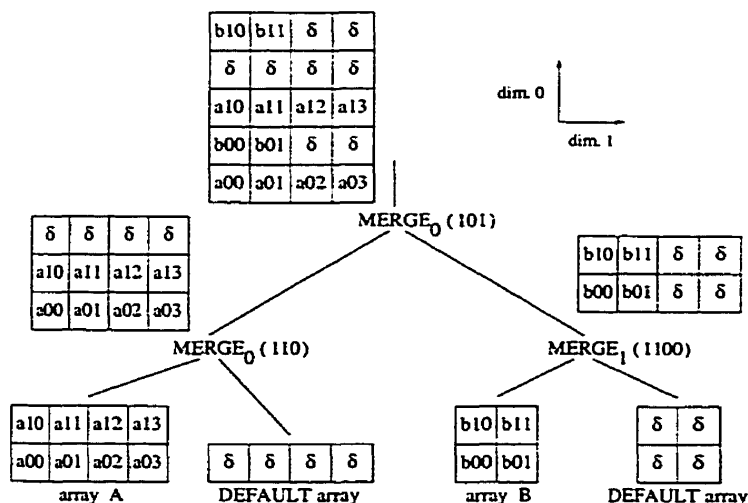 b10 b11 δ δ
δ δ δ δ
a10 a11 a12 a13
b00 b01 δ δ
a00 a01 a02 a03
dim. 0
dim. 1
MERGE0 (101)
δ δ δ δ
a10 a11 a12 a13
a00 a01 a02 a03
b10 b11 δ δ
b00 b01 δ δ
MERGE0 (110)
MERGE1 (1100)
a10 a11 a12 a13
a00 a01 a02 a03
array A
δ δ δ δ
DEFAULT array
b10 b11
b00 b01
array B
δ δ
δ δ
DEFAULT array